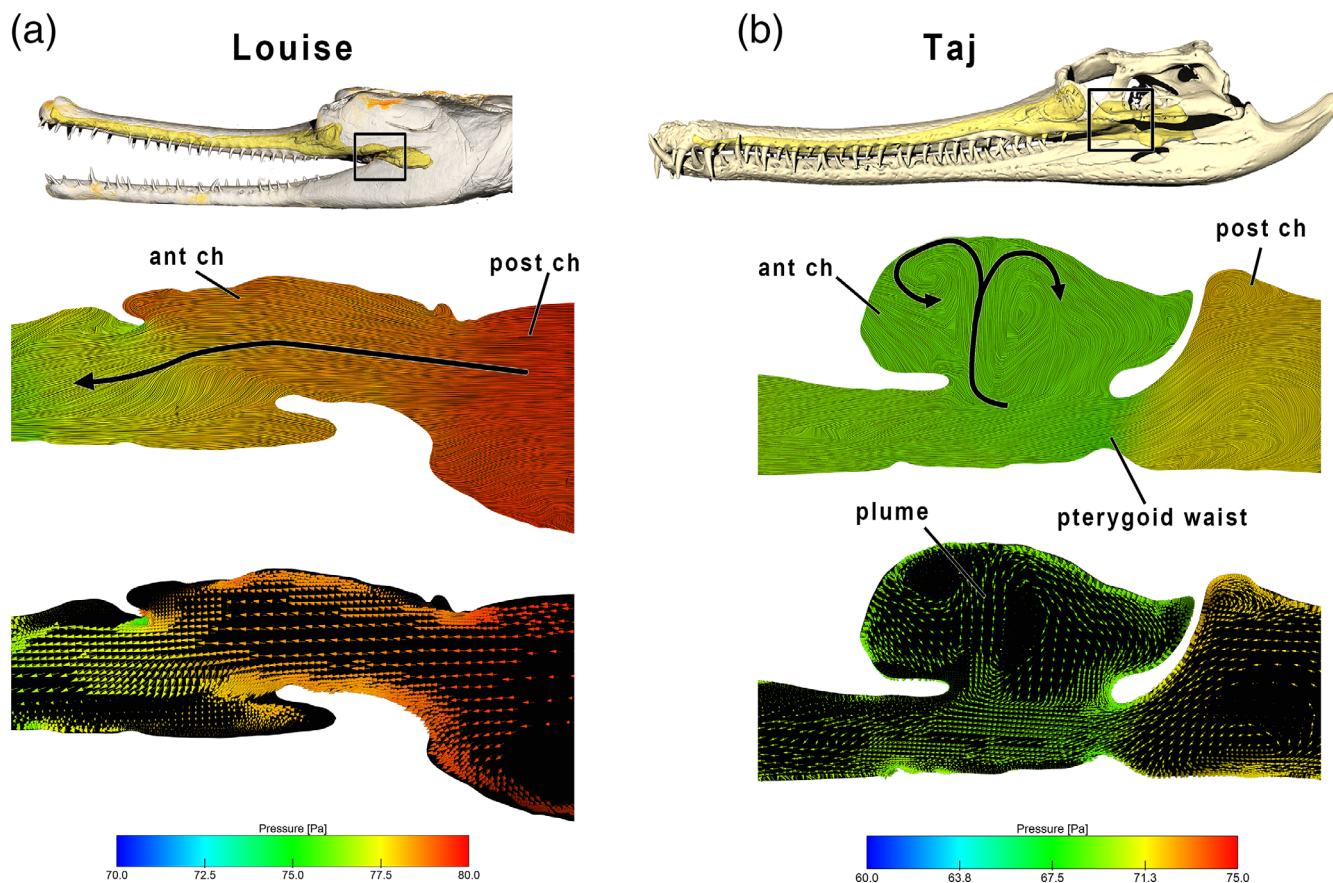 (a)
Louise
(b)
Taj
ant ch
post ch
ant ch
post ch
plume
pterygoid waist
Pressure [Pa]
70.0 72.5 75.0 77.5 80.0
Pressure [Pa]
60.0 63.8 67.5 71.3 75.0